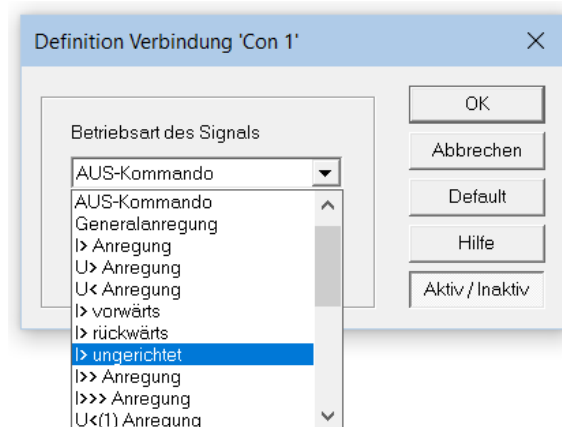 Definition Verbindung 'Con 1'
Betriebsart des Signals
AUS-Kommando
AUS-Kommando
Generalanregung
I> Anregung
U> Anregung
U< Anregung
I> vorwärts
I> rückwärts
I> ungerichtet
I>> Anregung
I>>> Anregung
U<(1) Anregung
OK
Abbrechen
Default
Hilfe
Aktiv / Inaktiv